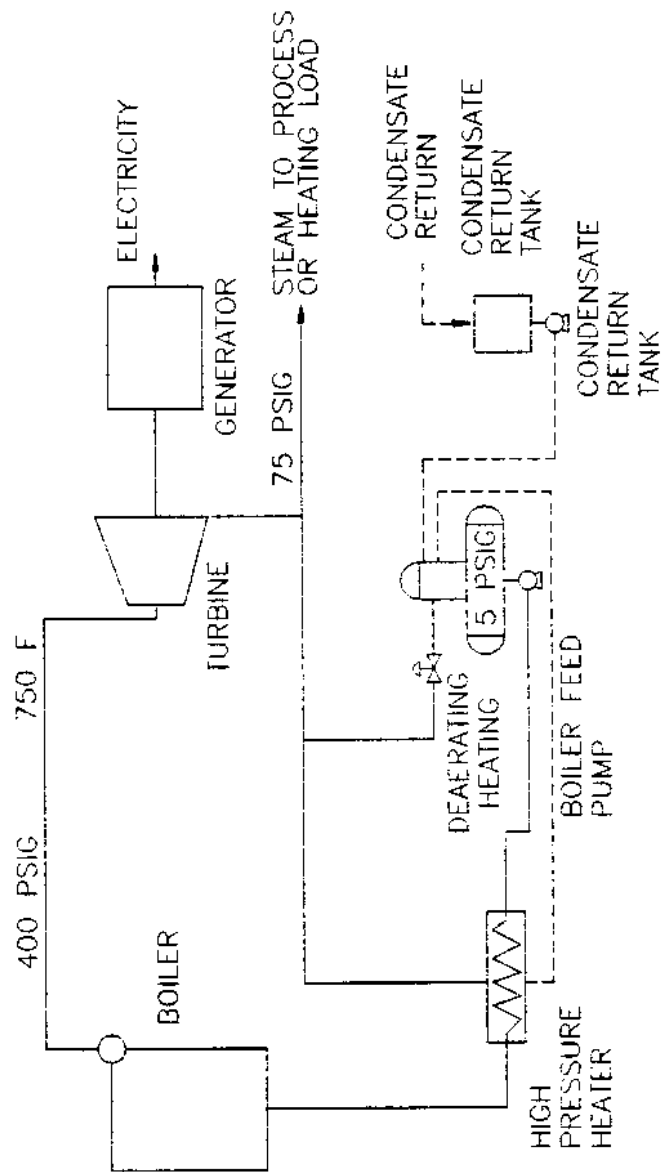 ELECTRICITY
GENERATOR
STEAM TO PROCESS
OR HEATING LOAD
75 PSIG
750 F
400 PSIG
TURBINE
BOILER
CONDENSATE
RETURN
CONDENSATE
RETURN
TANK
CONDENSATE
RETURN
TANK
5 PSIG
DEAERATING
HEATING
BOILER FEED
PUMP
HIGH
PRESSURE
HEATER